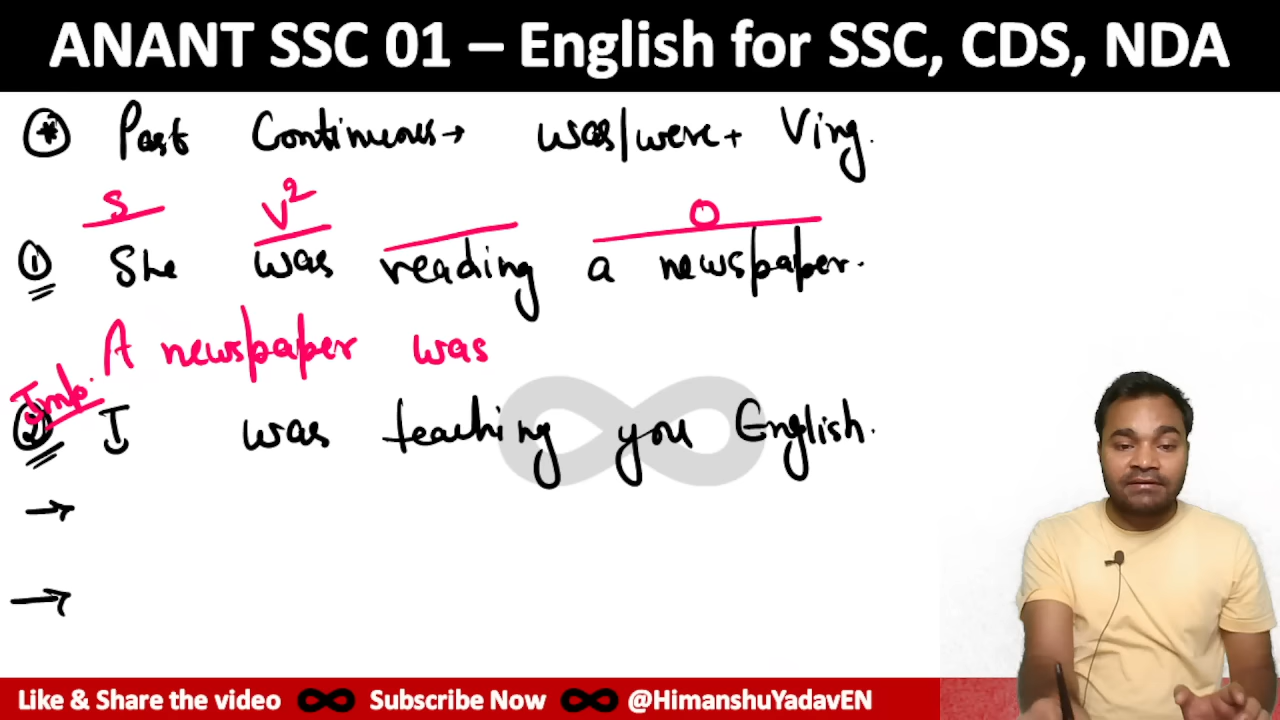 ANANT SSC 01 – English for SSC, CDS, NDA
* Past Continuous → was/were + Ving.
S V² O
① She was reading a newspaper.
A newspaper was
Imp.
② I was teaching you English.
→
→
Like & Share the video Subscribe Now @HimanshuYadavEN